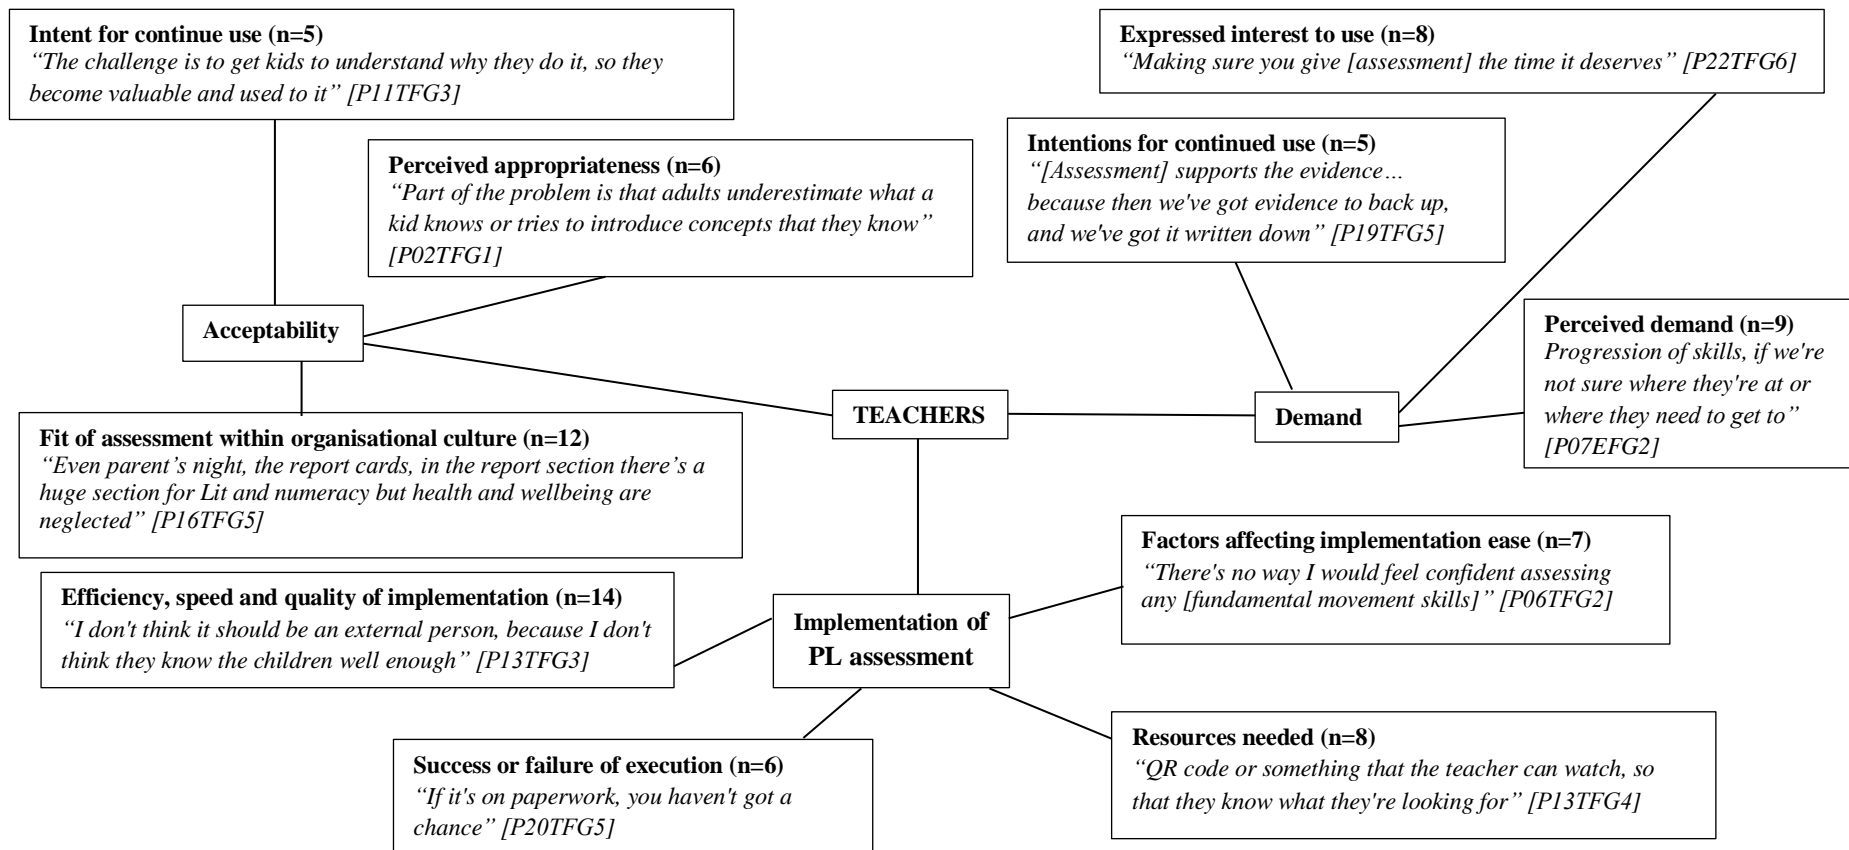 Intent for continue use (n=5)
“The challenge is to get kids to understand why they do it, so they
become valuable and used to it” [P11TFG3]
Expressed interest to use (n=8)
“Making sure you give [assessment] the time it deserves” [P22TFG6]
Perceived appropriateness (n=6)
“Part of the problem is that adults underestimate what a
kid knows or tries to introduce concepts that they know”
[P02TFG1]
Intentions for continued use (n=5)
“[Assessment] supports the evidence…
because then we've got evidence to back up,
and we've got it written down” [P19TFG5]
Acceptability
Perceived demand (n=9)
Progression of skills, if we're
not sure where they're at or
where they need to get to”
[P07EFG2]
TEACHERS
Demand
Fit of assessment within organisational culture (n=12)
“Even parent’s night, the report cards, in the report section there’s a
huge section for Lit and numeracy but health and wellbeing are
neglected” [P16TFG5]
Factors affecting implementation ease (n=7)
“There's no way I would feel confident assessing
any [fundamental movement skills]” [P06TFG2]
Efficiency, speed and quality of implementation (n=14)
“I don't think it should be an external person, because I don't
think they know the children well enough” [P13TFG3]
Implementation of
PL assessment
Success or failure of execution (n=6)
“If it's on paperwork, you haven't got a
chance” [P20TFG5]
Resources needed (n=8)
“QR code or something that the teacher can watch, so
that they know what they're looking for” [P13TFG4]